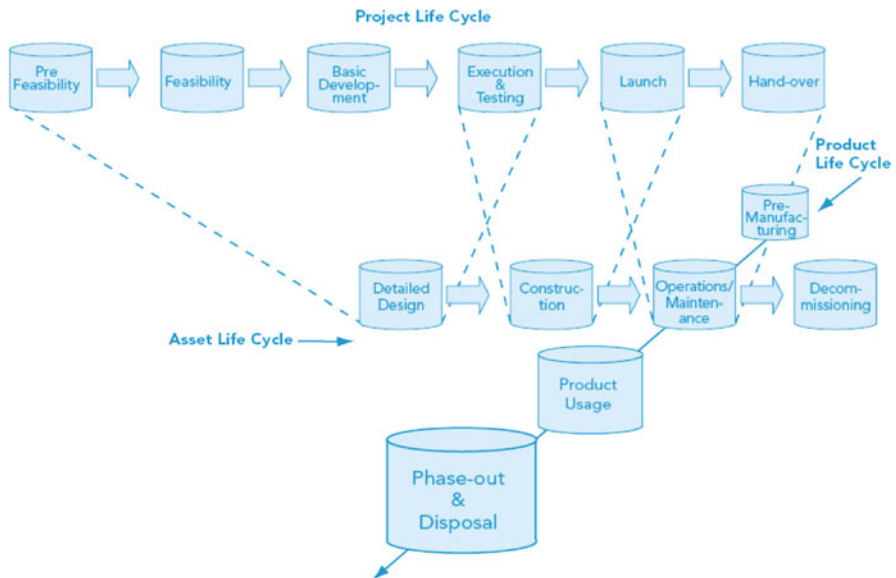 Project Life Cycle
Pre
Feasibility
Feasibility
Basic
Develop-
ment
Execution
&
Testing
Launch
Hand-over
Product
Life Cycle
Pre-
Manufac-
turing
Detailed
Design
Construc-
tion
Operations/
Mainten-
ance
Decom-
missioning
Asset Life Cycle
Product
Usage
Phase-out
&
Disposal